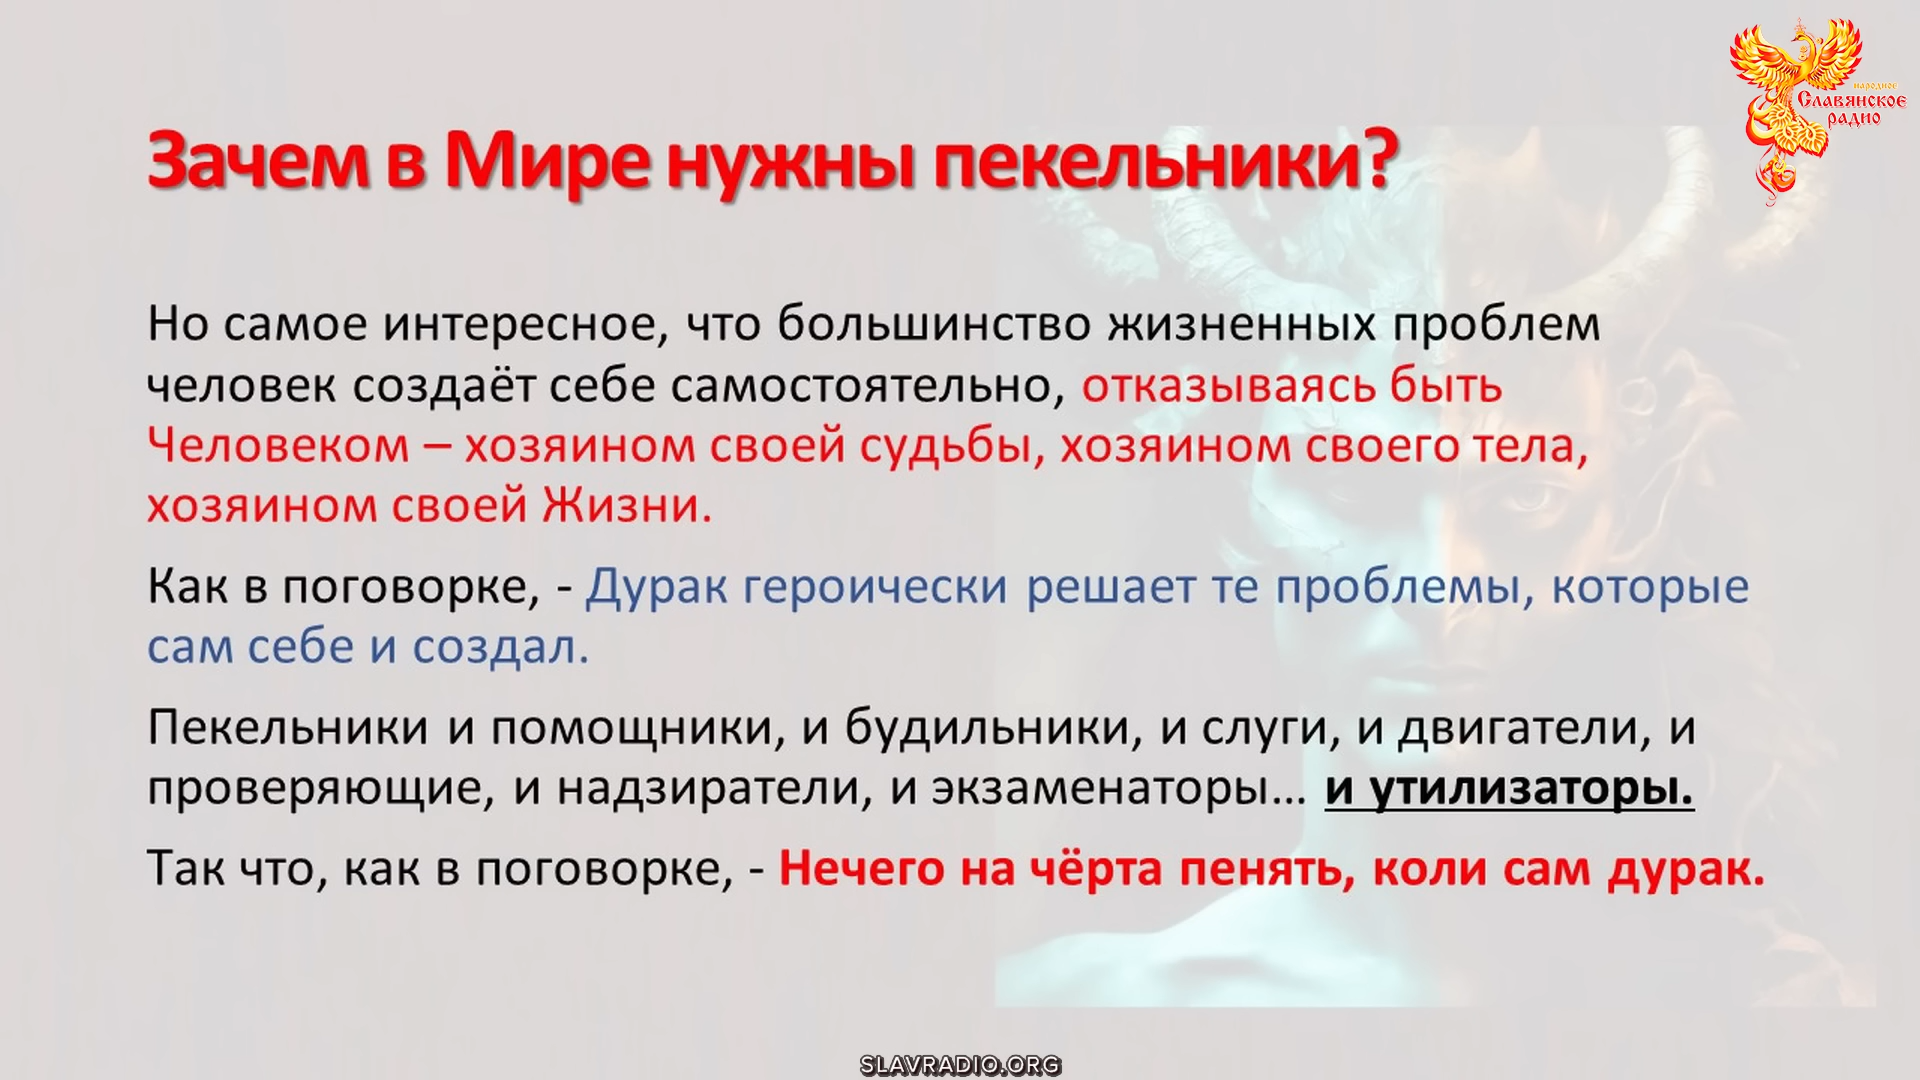 народное
Славянское
радио
Зачем в Мире нужны пекельники?
Но самое интересное, что большинство жизненных проблем
человек создаёт себе самостоятельно, отказываясь быть
Человеком – хозяином своей судьбы, хозяином своего тела,
хозяином своей Жизни.
Как в поговорке, - Дурак героически решает те проблемы, которые
сам себе и создал.
Пекельники и помощники, и будильники, и слуги, и двигатели, и
проверяющие, и надзиратели, и экзаменаторы... и утилизаторы.
Так что, как в поговорке, - Нечего на чёрта пенять, коли сам дурак.
SLAVRADIO.ORG